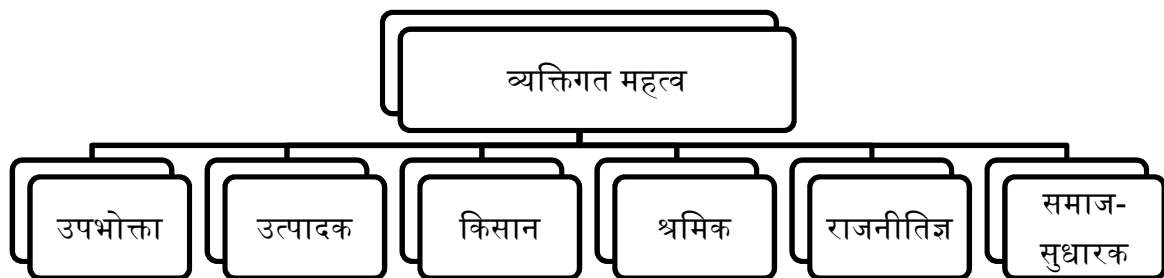 व्यक्तिगत महत्व
उपभोक्ता
उत्पादक
किसान
श्रमिक
राजनीतिज्ञ
समाज-
सुधारक